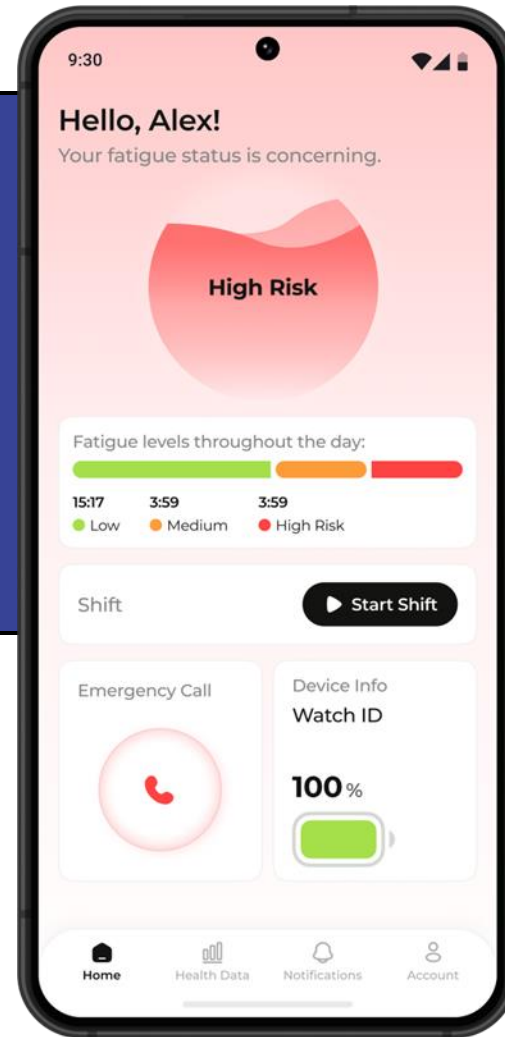 9:30
Hello, Alex!
Your fatigue status is concerning.
High Risk
Fatigue levels throughout the day:
15:17 3:59 3:59
Low Medium High Risk
Shift Start Shift
Emergency Call
Device Info
Watch ID
100 %
Home Health Data Notifications Account